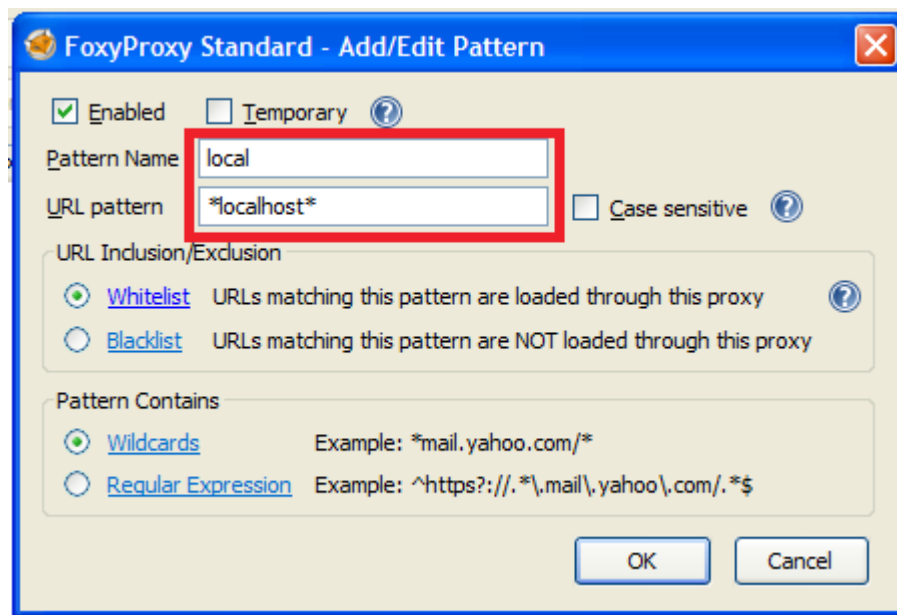 FoxyProxy Standard - Add/Edit Pattern
Enabled Temporary ?
Pattern Name local
URL pattern *localhost* Case sensitive ?
URL Inclusion/Exclusion
Whitelist URLs matching this pattern are loaded through this proxy ?
Blacklist URLs matching this pattern are NOT loaded through this proxy
Pattern Contains
Wildcards Example: *mail.yahoo.com/*
Regular Expression Example: ^https?://.*\.mail\.yahoo\.com/.*$
OK Cancel